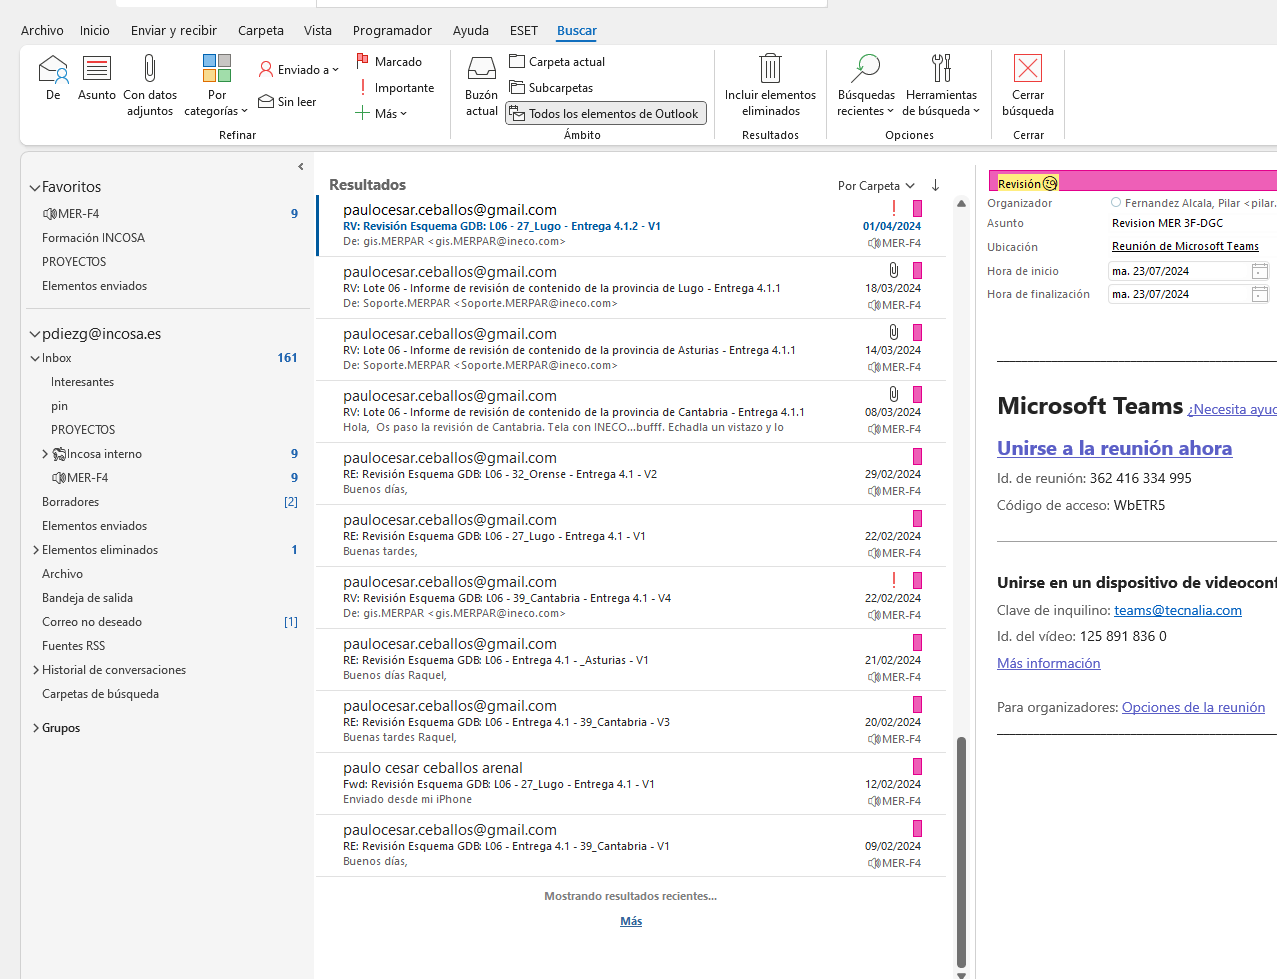 Archivo Inicio Enviar y recibir Carpeta Vista Programador Ayuda ESET Buscar
De Asunto Con datos adjuntos Por categorías Enviado a Sin leer Marcado Importante Más
Refinar
Buzón actual Carpeta actual Subcarpetas Todos los elementos de Outlook
Ámbito
Incluir elementos eliminados
Resultados
Búsquedas recientes Herramientas de búsqueda
Opciones
Cerrar búsqueda
Cerrar
Favoritos
MER-F4 9
Formación INCOSA
PROYECTOS
Elementos enviados
pdiezg@incosa.es
Inbox 161
Interesantes
pin
PROYECTOS
Incosa interno 9
MER-F4 9
Borradores [2]
Elementos enviados
Elementos eliminados 1
Archivo
Bandeja de salida
Correo no deseado [1]
Fuentes RSS
Historial de conversaciones
Carpetas de búsqueda
Grupos
Resultados Por Carpeta
paulocesar.ceballos@gmail.com
RV: Revisión Esquema GDB: L06 - 27_Lugo - Entrega 4.1.2 - V1 01/04/2024
De: gis.MERPAR <gis.MERPAR@ineco.com> MER-F4
paulocesar.ceballos@gmail.com
RV: Lote 06 - Informe de revisión de contenido de la provincia de Lugo - Entrega 4.1.1 18/03/2024
De: Soporte.MERPAR <Soporte.MERPAR@ineco.com> MER-F4
paulocesar.ceballos@gmail.com
RV: Lote 06 - Informe de revisión de contenido de la provincia de Asturias - Entrega 4.1.1 14/03/2024
De: Soporte.MERPAR <Soporte.MERPAR@ineco.com> MER-F4
paulocesar.ceballos@gmail.com
RV: Lote 06 - Informe de revisión de contenido de la provincia de Cantabria - Entrega 4.1.1 08/03/2024
Hola, Os paso la revisión de Cantabria. Tela con INECO...bufff. Echadla un vistazo y lo MER-F4
paulocesar.ceballos@gmail.com
RE: Revisión Esquema GDB: L06 - 32_Orense - Entrega 4.1 - V2 29/02/2024
Buenos días, MER-F4
paulocesar.ceballos@gmail.com
RE: Revisión Esquema GDB: L06 - 27_Lugo - Entrega 4.1 - V1 22/02/2024
Buenas tardes, MER-F4
paulocesar.ceballos@gmail.com
RV: Revisión Esquema GDB: L06 - 39_Cantabria - Entrega 4.1 - V4 22/02/2024
De: gis.MERPAR <gis.MERPAR@ineco.com> MER-F4
paulocesar.ceballos@gmail.com
RE: Revisión Esquema GDB: L06 - Entrega 4.1 - _Asturias - V1 21/02/2024
Buenos días Raquel, MER-F4
paulocesar.ceballos@gmail.com
RE: Revisión Esquema GDB: L06 - Entrega 4.1 - 39_Cantabria - V3 20/02/2024
Buenas tardes Raquel, MER-F4
paulo cesar ceballos arenal
Fwd: Revisión Esquema GDB: L06 - 27_Lugo - Entrega 4.1 - V1 12/02/2024
Enviado desde mi iPhone MER-F4
paulocesar.ceballos@gmail.com
RE: Revisión Esquema GDB: L06 - Entrega 4.1 - 39_Cantabria - V1 09/02/2024
Buenos días, MER-F4
Mostrando resultados recientes...
Más
Revisión
Organizador Fernandez Alcala, Pilar <pilar.
Asunto Revision MER 3F-DGC
Ubicación Reunión de Microsoft Teams
Hora de inicio ma. 23/07/2024
Hora de finalización ma. 23/07/2024
Microsoft Teams ¿Necesita ayuc
Unirse a la reunión ahora
Id. de reunión: 362 416 334 995
Código de acceso: WbETR5
Unirse en un dispositivo de videoconf
Clave de inquilino: teams@tecnalia.com
Id. del vídeo: 125 891 836 0
Más información
Para organizadores: Opciones de la reunión